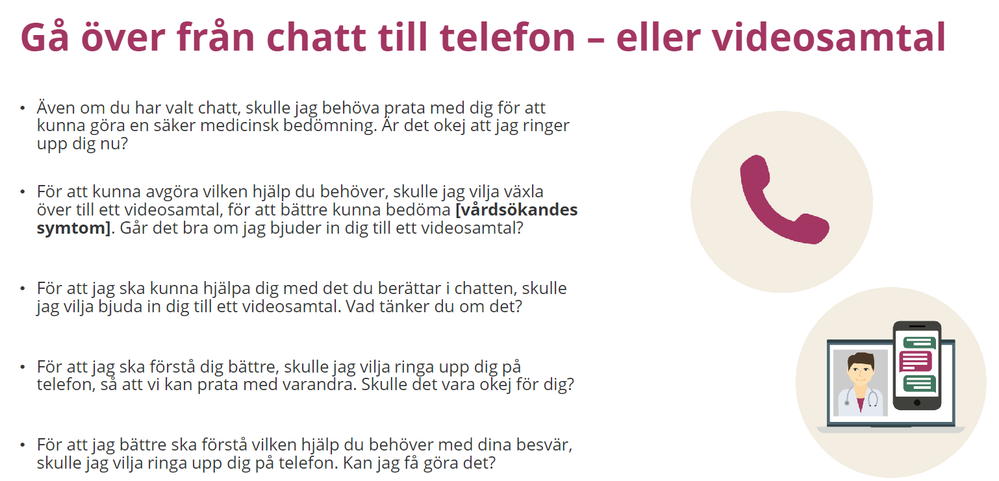 Gå över från chatt till telefon – eller videosamtal
• Även om du har valt chatt, skulle jag behöva prata med dig för att
kunna göra en säker medicinsk bedömning. Är det okej att jag ringer
upp dig nu?
• För att kunna avgöra vilken hjälp du behöver, skulle jag vilja växla
över till ett videosamtal, för att bättre kunna bedöma [vårdsökandes
symtom]. Går det bra om jag bjuder in dig till ett videosamtal?
• För att jag ska kunna hjälpa dig med det du berättar i chatten, skulle
jag vilja bjuda in dig till ett videosamtal. Vad tänker du om det?
• För att jag ska förstå dig bättre, skulle jag vilja ringa upp dig på
telefon, så att vi kan prata med varandra. Skulle det vara okej för dig?
• För att jag bättre ska förstå vilken hjälp du behöver med dina besvär,
skulle jag vilja ringa upp dig på telefon. Kan jag få göra det?